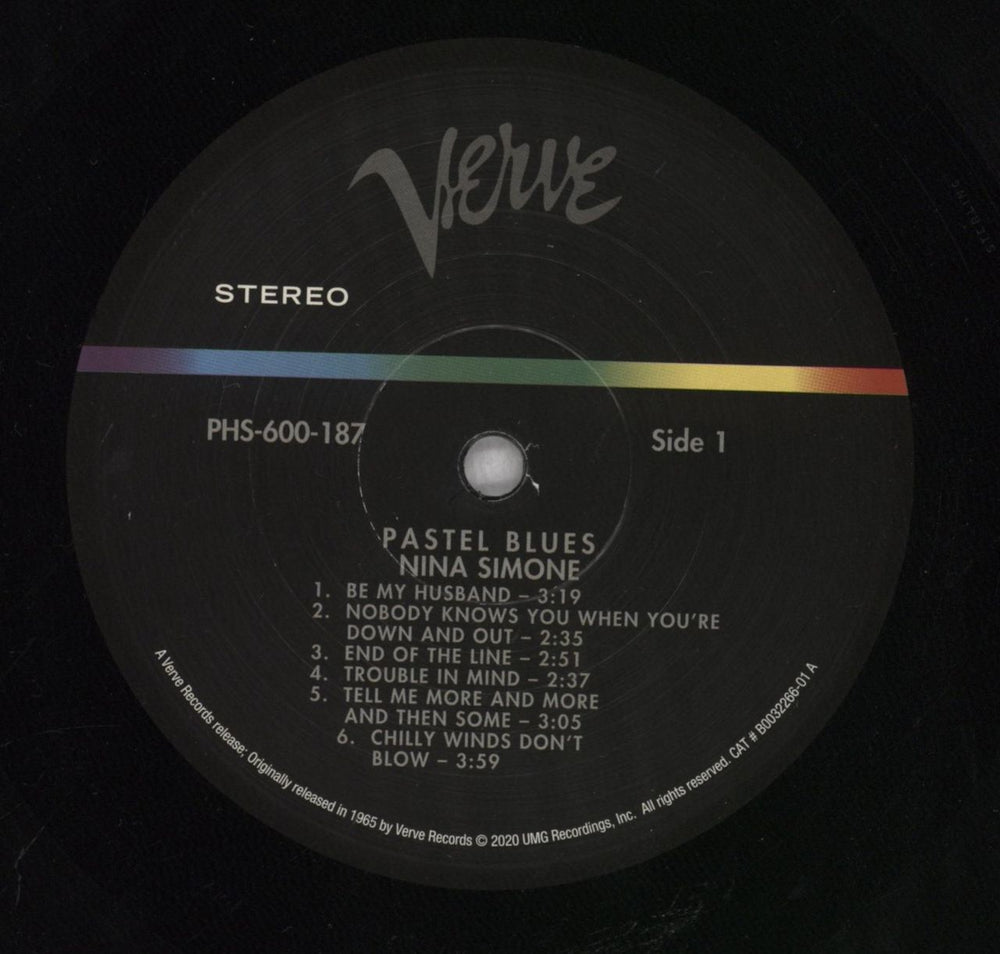 Verve
STEREO
PHS-600-187
Side 1
PASTEL BLUES
NINA SIMONE
1. BE MY HUSBAND – 3:19
2. NOBODY KNOWS YOU WHEN YOU'RE
DOWN AND OUT – 2:35
3. END OF THE LINE – 2:51
4. TROUBLE IN MIND – 2:37
5. TELL ME MORE AND MORE
AND THEN SOME – 3:05
6. CHILLY WINDS DON'T
BLOW – 3:59
A Verve Records release; Originally released in 1965 by Verve Records © 2020 UMG Recordings, Inc. All rights reserved. CAT # B0032266-01 A